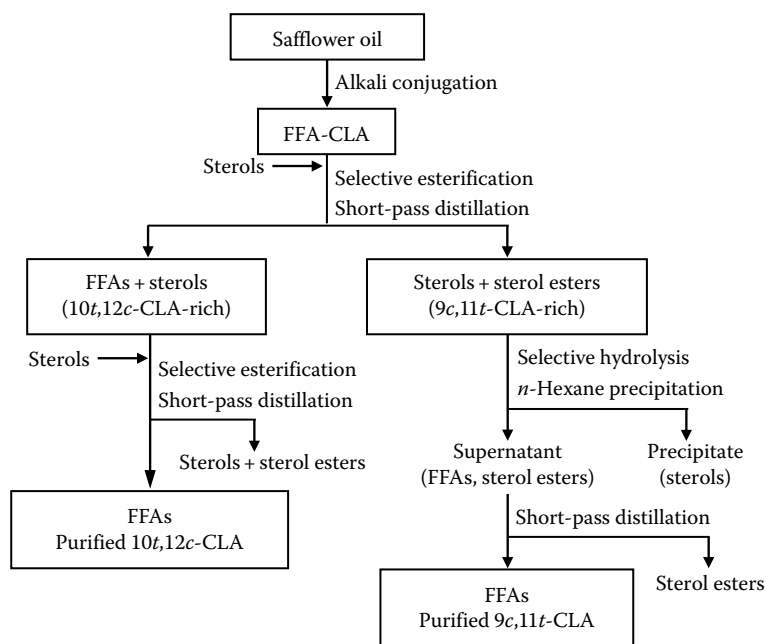 Safflower oil
Alkali conjugation
FFA-CLA
Sterols
Selective esterification
Short-pass distillation
FFAs + sterols
(10t,12c-CLA-rich)
Sterols + sterol esters
(9c,11t-CLA-rich)
Sterols
Selective esterification
Short-pass distillation
Sterols + sterol esters
FFAs
Purified 10t,12c-CLA
Selective hydrolysis
n-Hexane precipitation
Supernatant
(FFAs, sterol esters)
Precipitate
(sterols)
Short-pass distillation
Sterol esters
FFAs
Purified 9c,11t-CLA